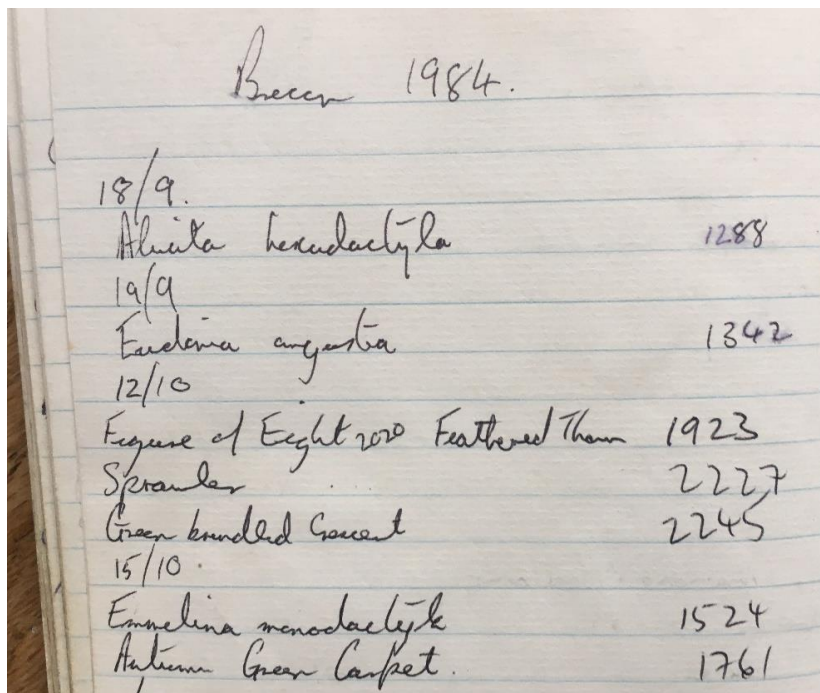 Brecon 1984.
18/9.
Alucita hexadactyla 1288
19/9
Eudonia angustea 1342
12/10
Figure of Eight 2020 Feathered Thorn 1923
Sprawler 2227
Green brindled Crescent 2245
15/10
Emmelina monodactyla 1524
Autumn Green Carpet. 1761